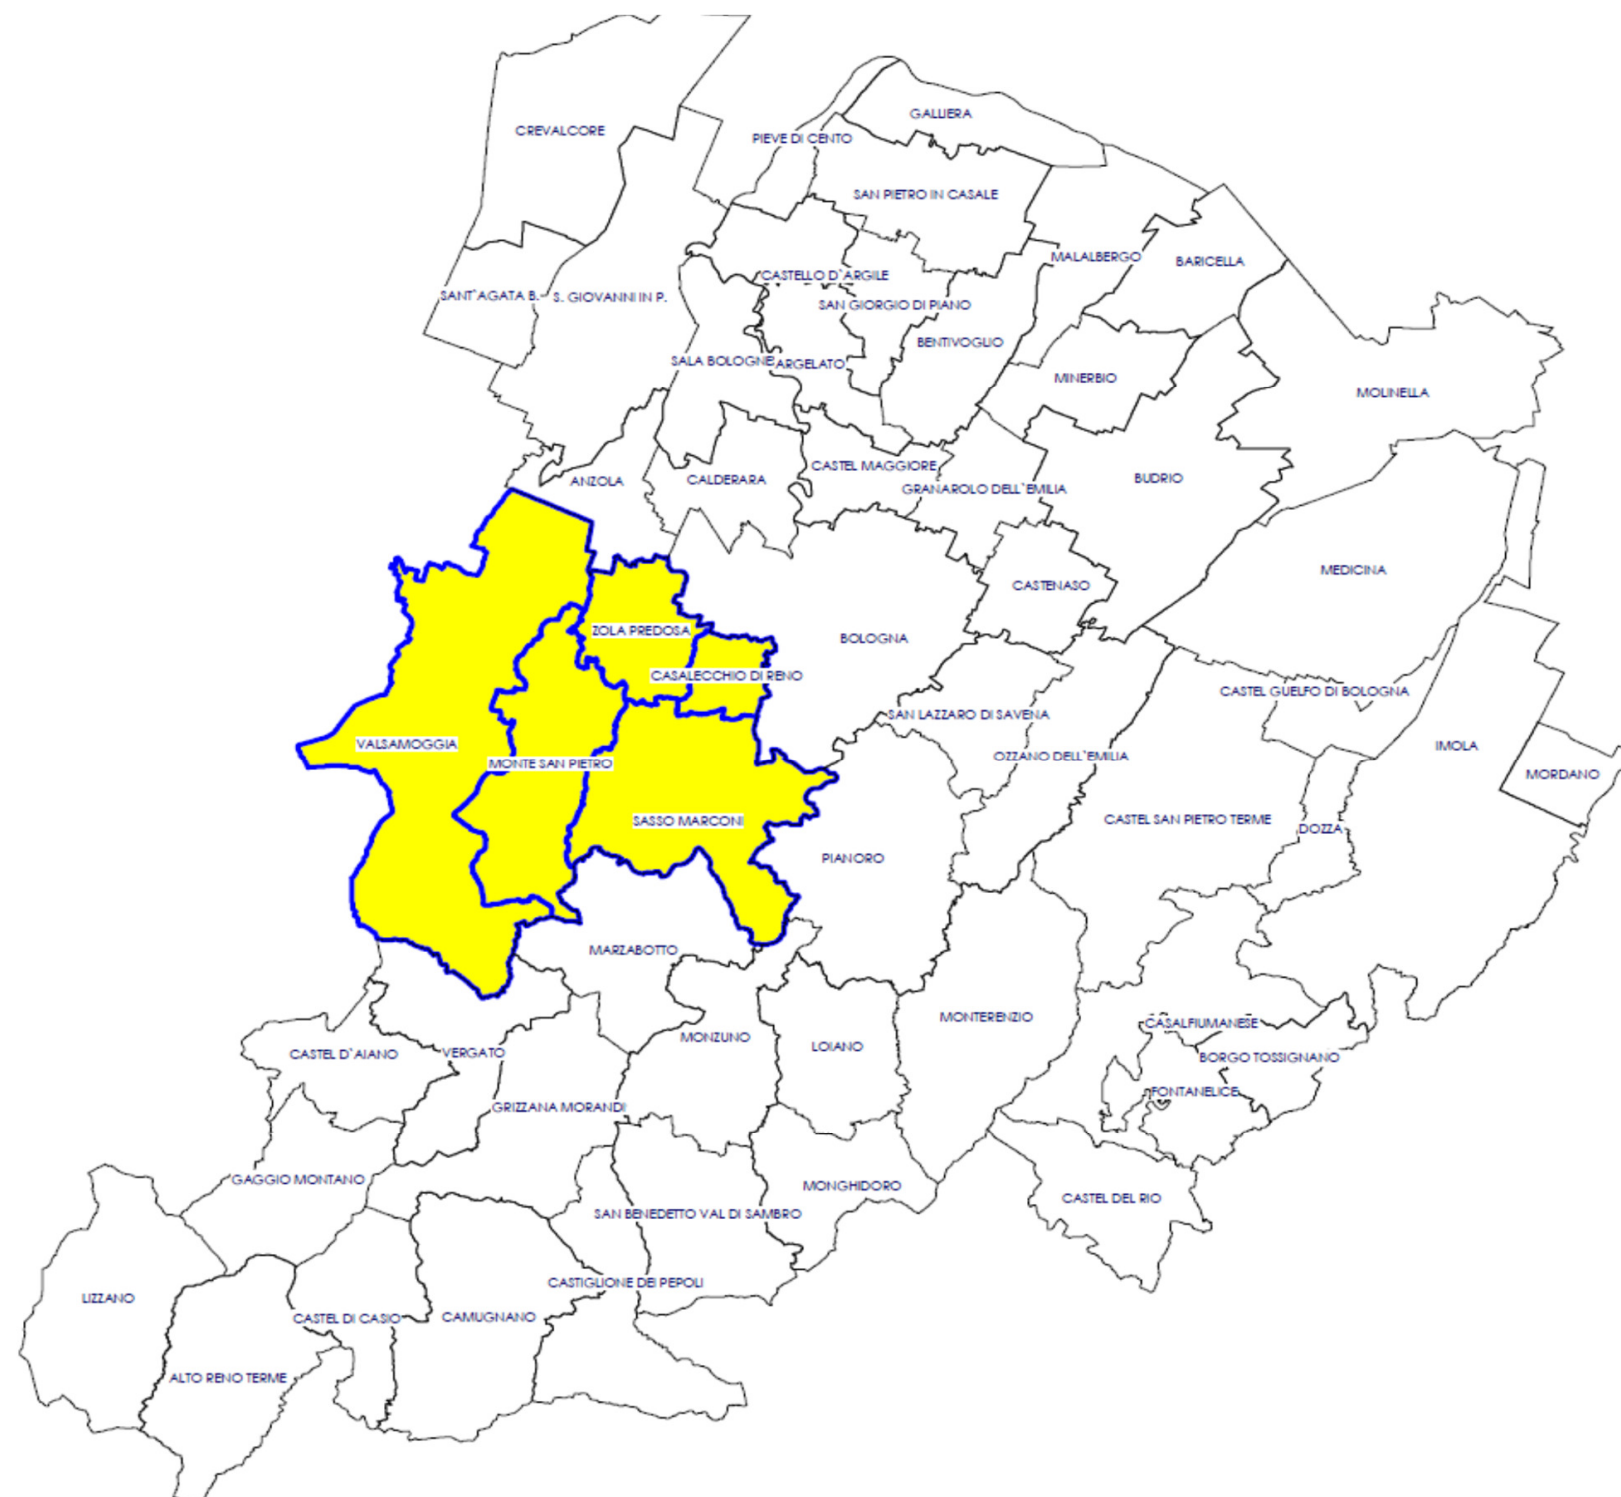 GALLIERA
CREVALCORE
PIEVE DI CENTO
SAN PIETRO IN CASALE
MALALBERGO
BARICELLA
CASTELLO D'ARGILE
SANT'AGATA B.
S. GIOVANNI IN P.
SAN GIORGIO DI PIANO
BENTIVOGLIO
SALA BOLOGNE
ARGELATO
MINERBIO
MOLINELLA
CASTEL MAGGIORE
ANZOLA
CALDERARA
BUDRIO
GRANAROLO DELL'EMILIA
MEDICINA
CASTENASO
ZOLA PREDOSA
BOLOGNA
CASALECCHIO DI RENO
CASTEL GUELFO DI BOLOGNA
SAN LAZZARO DI SAVENA
VALSAMOGGIA
IMOLA
OZZANO DELL'EMILIA
MONTE SAN PIETRO
MORDANO
SASSO MARCONI
CASTEL SAN PIETRO TERME
DOZZA
PIANORO
MARZABOTTO
MONTERENZIO
CASALFIUMANESE
MONZUNO
LOIANO
CASTEL D'AIANO
VERGATO
BORGO TOSSIGNANO
FONTANELICE
GRIZZANA MORANDI
GAGGIO MONTANO
MONGHIDORO
CASTEL DEL RIO
SAN BENEDETTO VAL DI SAMBRO
CASTIGLIONE DEI PEPOLI
LIZZANO
CASTEL DI CASIO
CAMUGNANO
ALTO RENO TERME